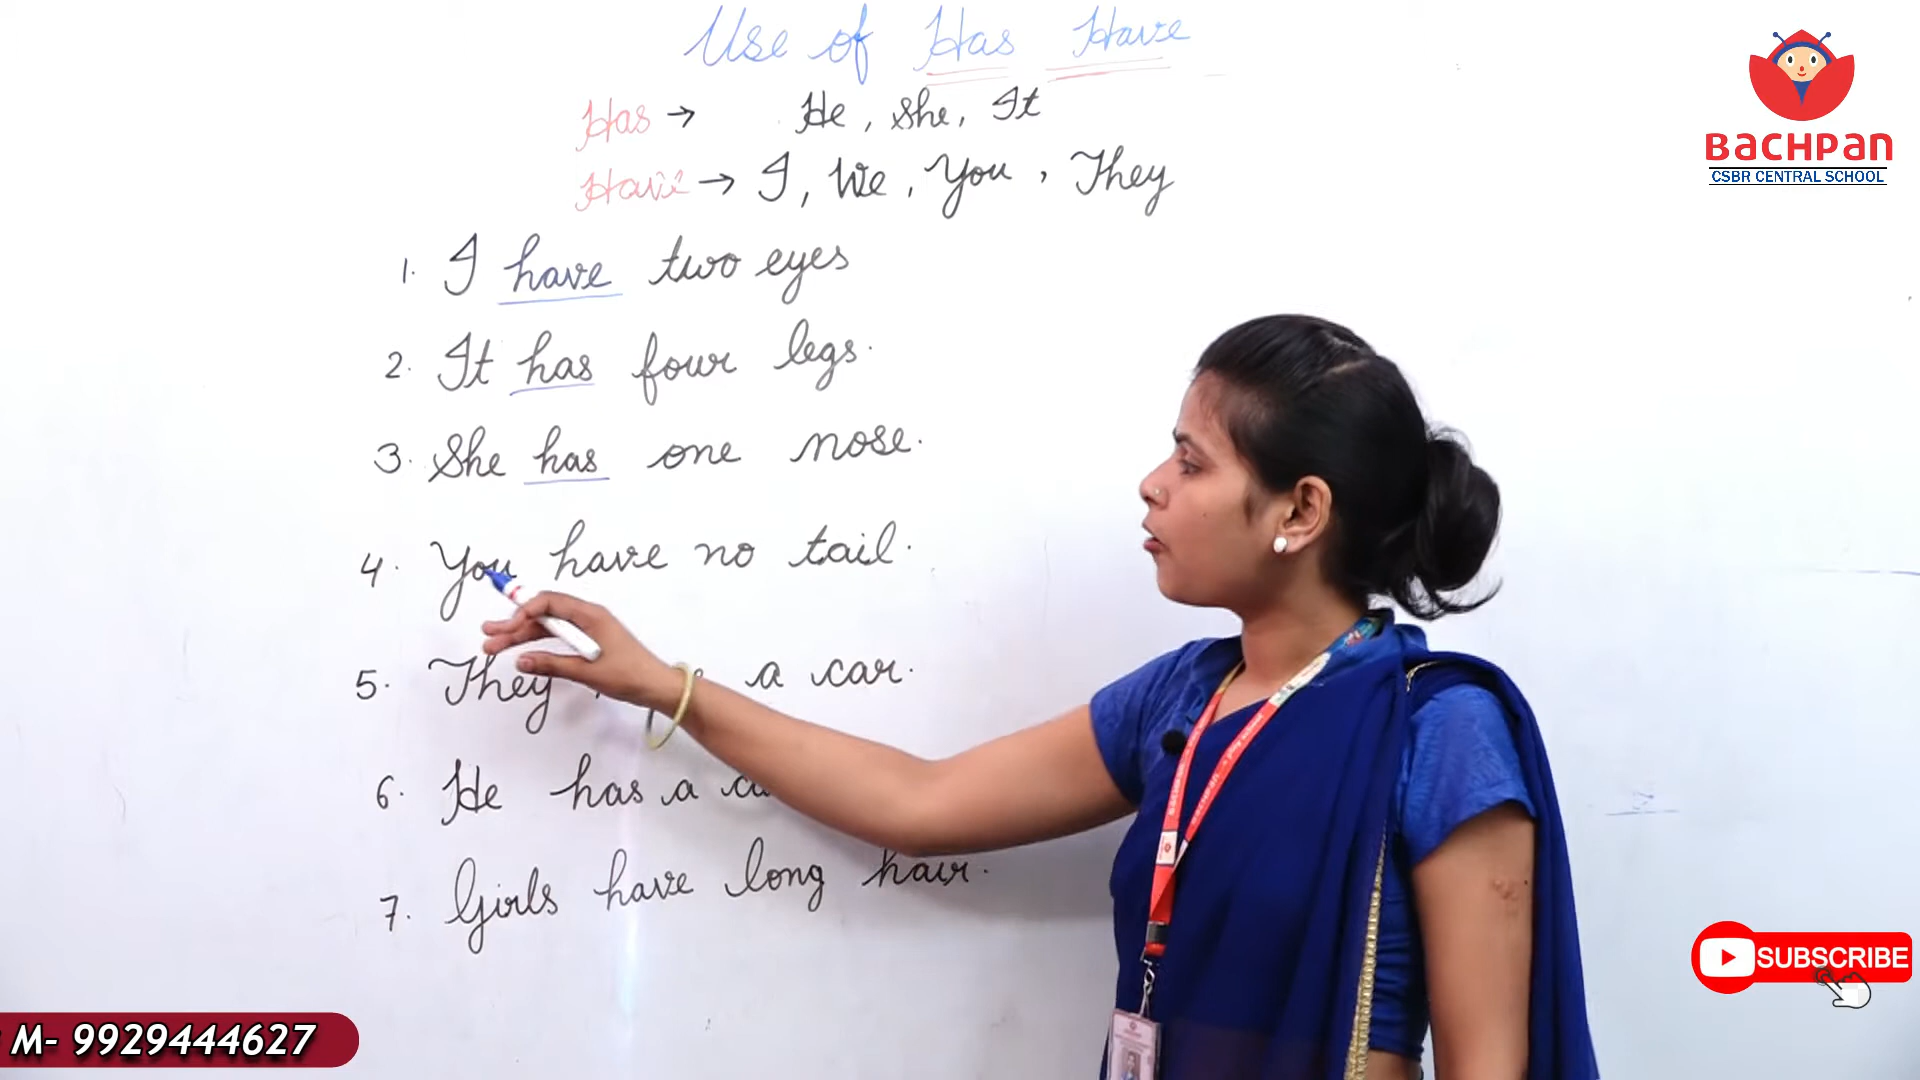 Use of Has Have
Has → He, She, It
Have → I, We, You, They
1. I have two eyes
2. It has four legs.
3. She has one nose.
4. You have no tail.
5. They a car.
6. He has a
7. Girls have long hair.
BACHPAN
CSBR CENTRAL SCHOOL
SUBSCRIBE
M- 9929444627